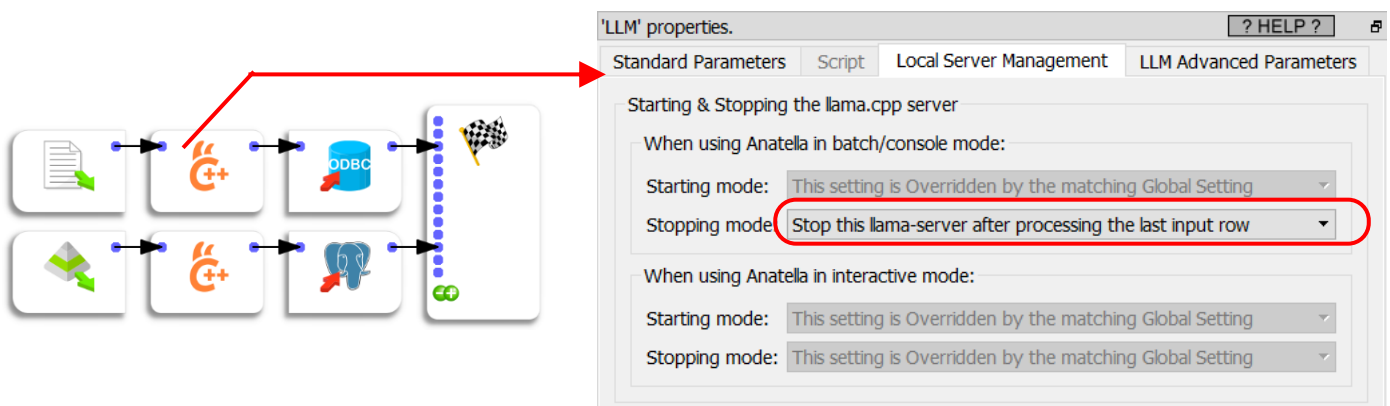 'LLM' properties.
? HELP ?
Standard Parameters
Script
Local Server Management
LLM Advanced Parameters
Starting & Stopping the llama.cpp server
When using Anatella in batch/console mode:
Starting mode: This setting is Overridden by the matching Global Setting
Stopping mode: Stop this llama-server after processing the last input row
When using Anatella in interactive mode:
Starting mode: This setting is Overridden by the matching Global Setting
Stopping mode: This setting is Overridden by the matching Global Setting
C++
ODBC
C++